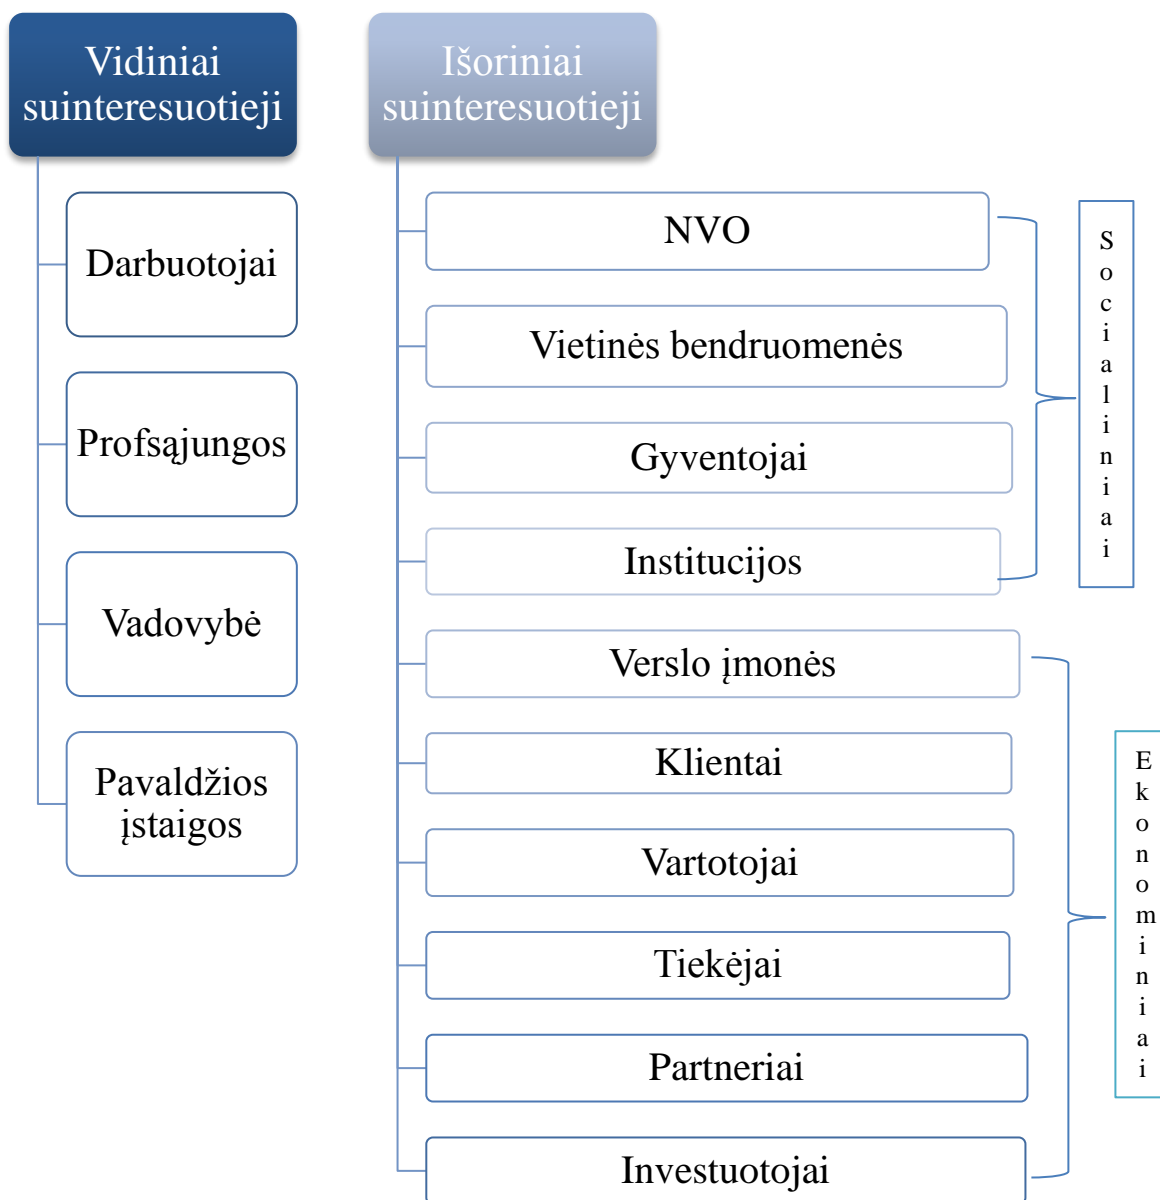 Vidiniai
suinteresuotieji
Darbuotojai
Profsąjungos
Vadovybė
Pavaldžios
įstaigos
Išoriniai
suinteresuotieji
NVO
Vietinės bendruomenės
Gyventojai
Institucijos
Verslo įmonės
Klientai
Vartotojai
Tiekėjai
Partneriai
Investuotojai
Socialiniai
Ekonominiai